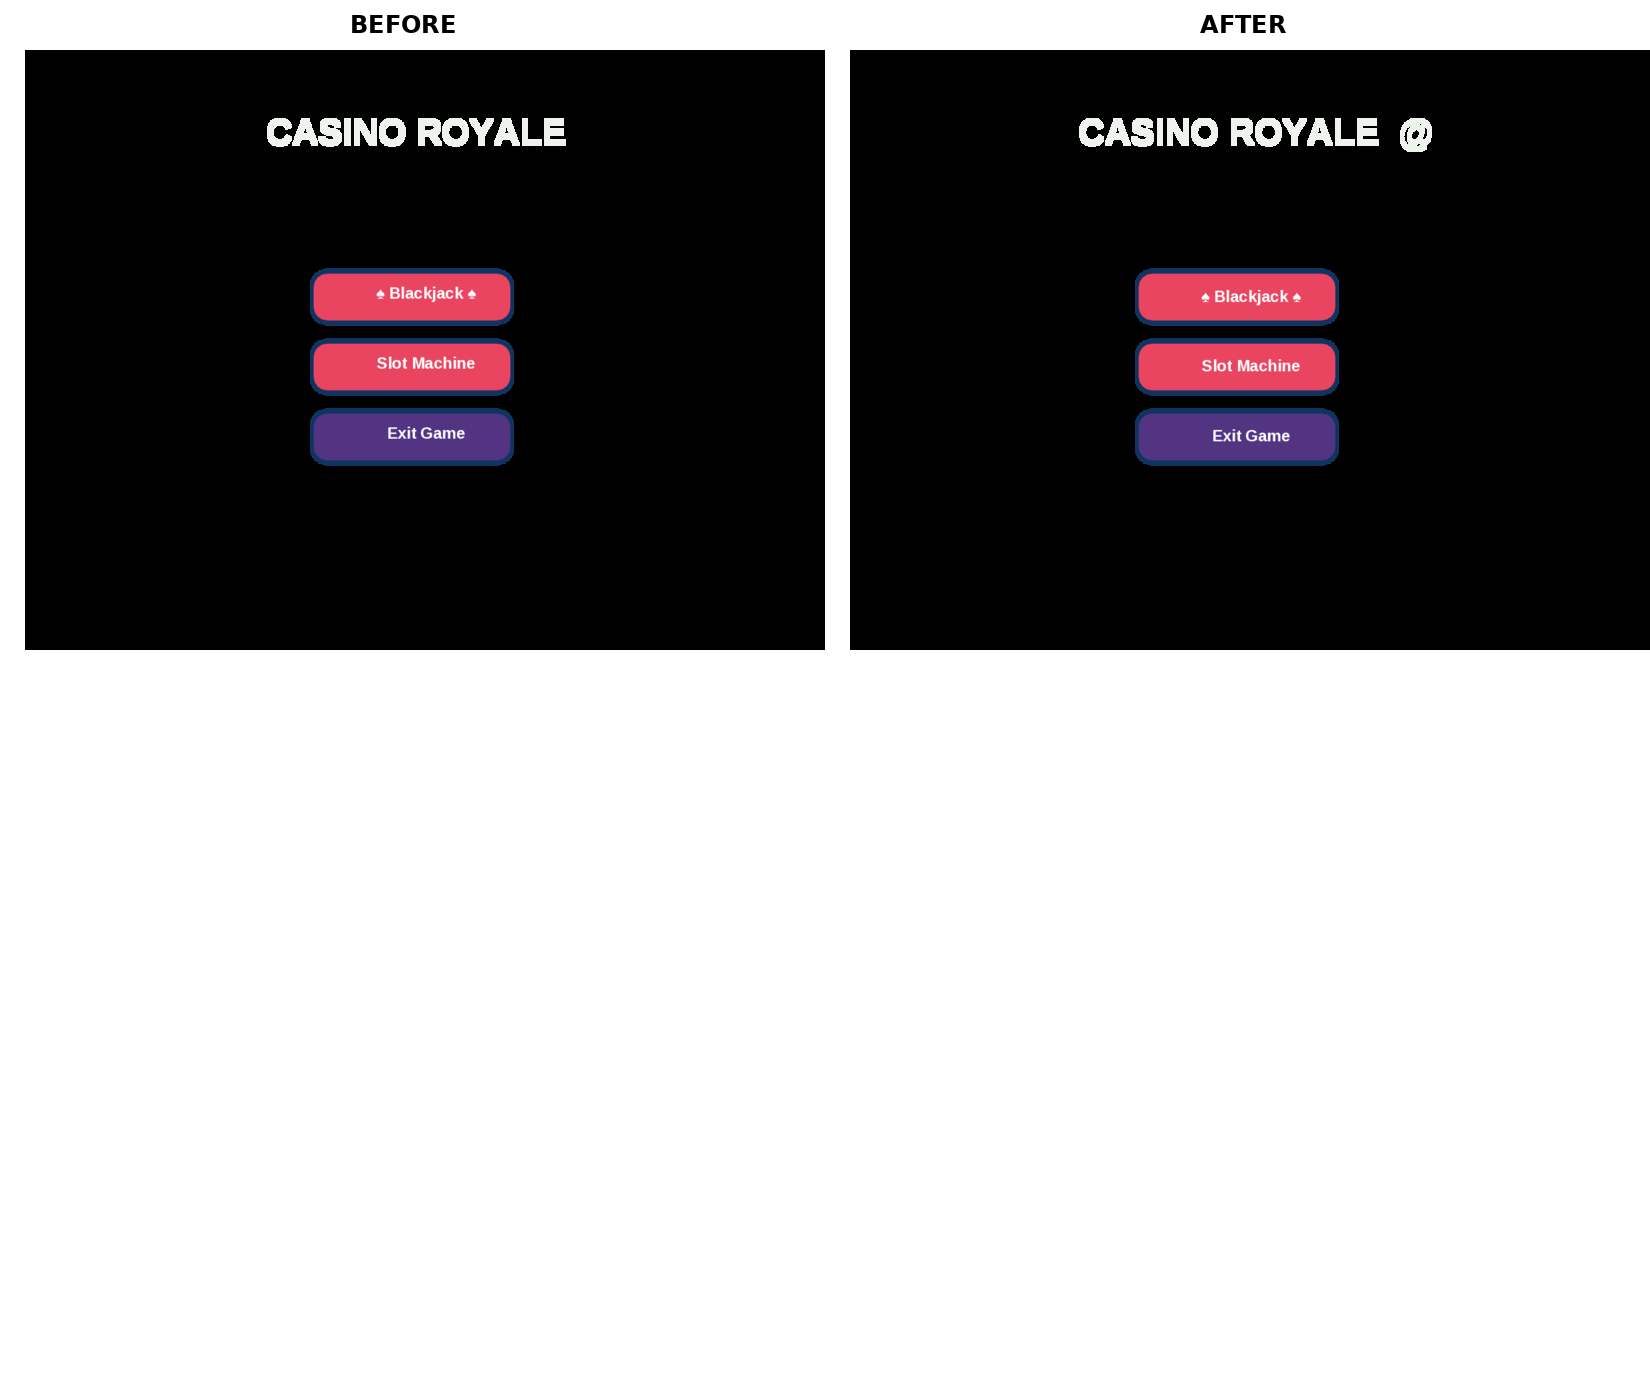 BEFORE
AFTER
CASINO ROYALE
♠ Blackjack ♠
Slot Machine
Exit Game
CASINO ROYALE @
♠ Blackjack ♠
Slot Machine
Exit Game